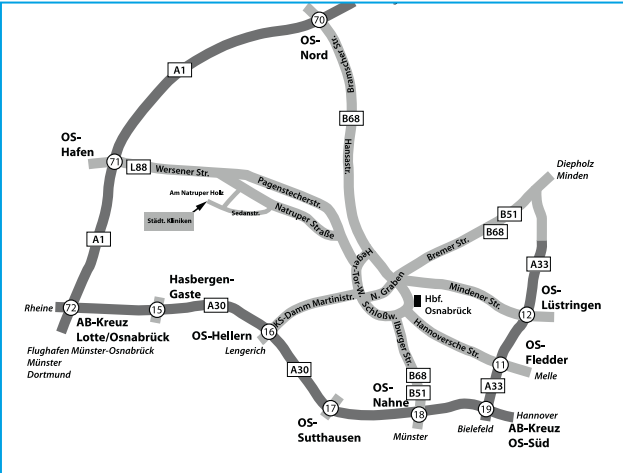 70
OS-
Nord
A1
Bramscher Str.
B68
Hansastr.
OS-
Hafen
71
L88
Wersener Str.
Pagenstecherstr.
Am Natruper Holz
Sedanstr.
Natruper Straße
Städt. Kliniken
Diepholz
Minden
B51
B68
Bremer Str.
A1
Heger-Tor-W.
N. Graben
A33
Hasbergen-
Gaste
Mindener Str.
OS-
Lüstringen
Rheine
72
15
A30
KS-Damm Martinistr.
Hbf.
Osnabrück
12
AB-Kreuz
Lotte/Osnabrück
OS-Hellern
16
Schloßw.
Iburger Str.
Hannoversche Str.
Flughafen Münster-Osnabrück
Münster
Dortmund
Lengerich
OS-
Fledder
11
Melle
A30
B68
B51
A33
OS-
Nahne
17
18
19
Hannover
OS-
Sutthausen
Münster
Bielefeld
AB-Kreuz
OS-Süd